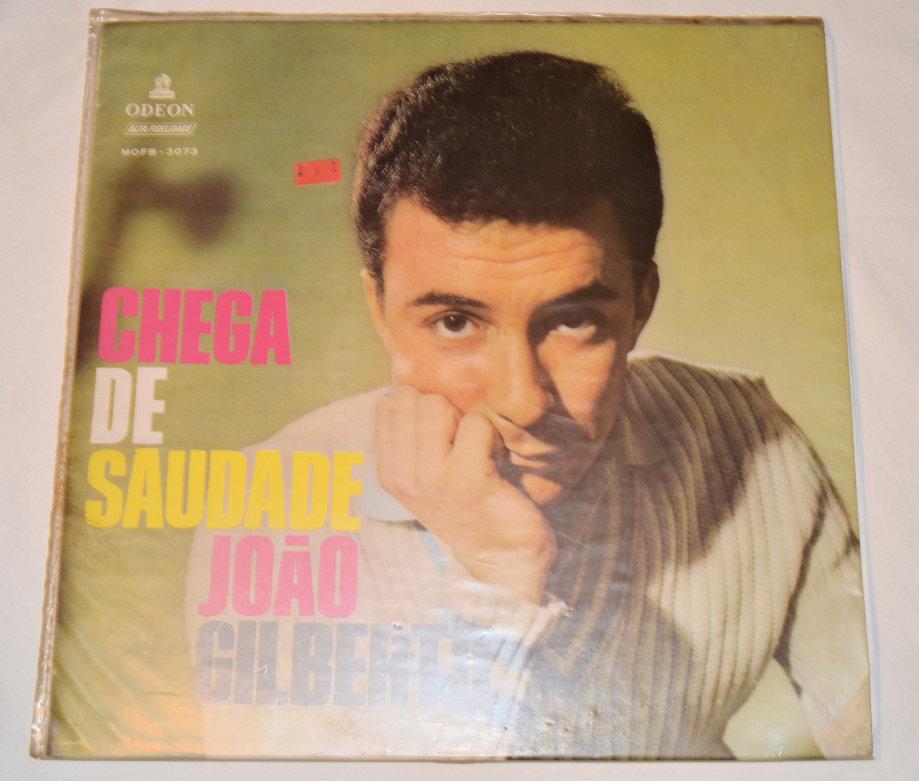 ODEON
ALTA FIDELIDADE
MOFB - 3073
CHEGA
DE
SAUDADE
JOÃO
GILBERTO